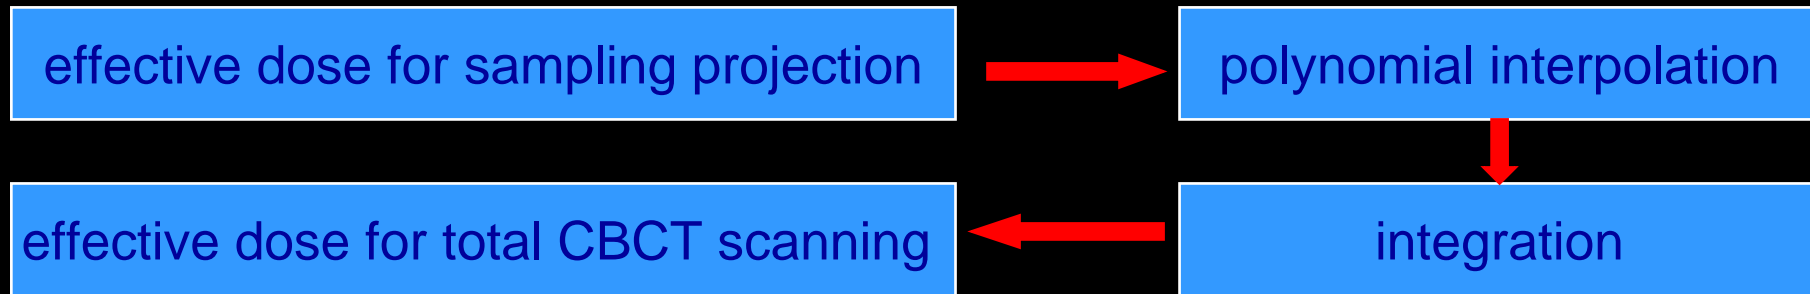 effective dose for sampling projection
polynomial interpolation
integration
effective dose for total CBCT scanning